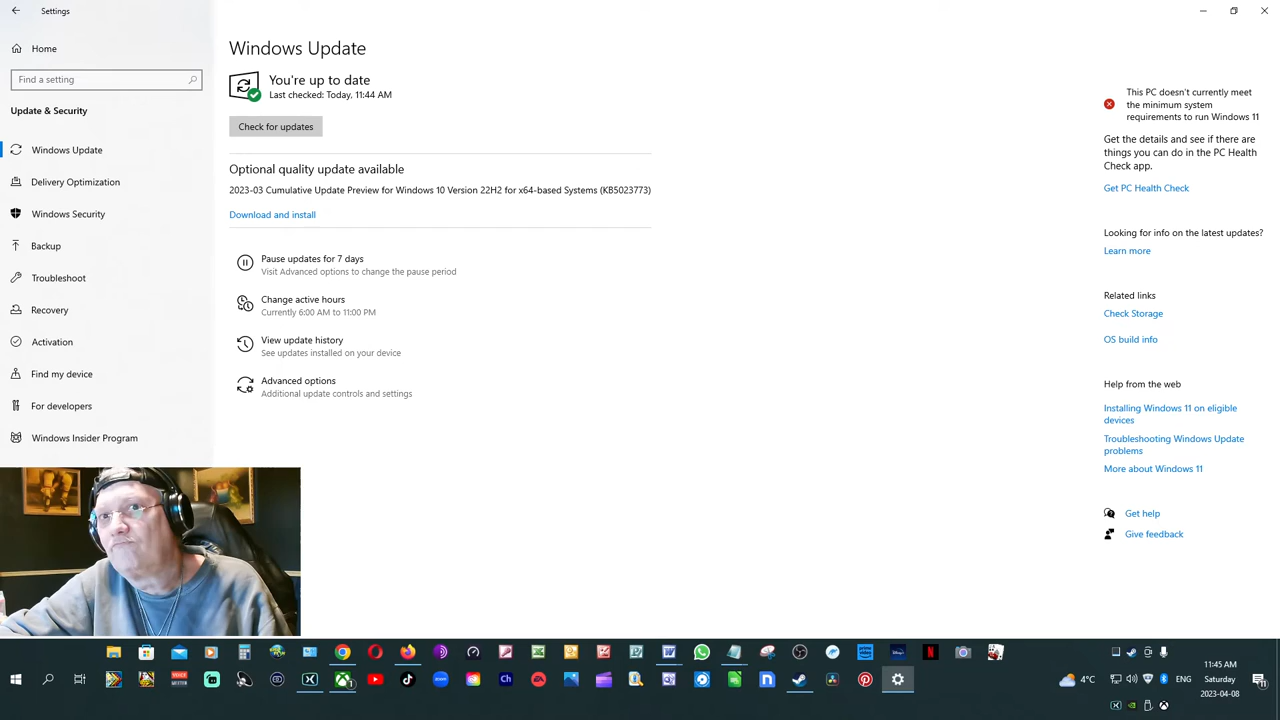 Settings
Home
Find a setting
Update & Security
Windows Update
Delivery Optimization
Windows Security
Backup
Troubleshoot
Recovery
Activation
Find my device
For developers
Windows Insider Program
Windows Update
You're up to date
Last checked: Today, 11:44 AM
Check for updates
Optional quality update available
2023-03 Cumulative Update Preview for Windows 10 Version 22H2 for x64-based Systems (KB5023773)
Download and install
Pause updates for 7 days
Visit Advanced options to change the pause period
Change active hours
Currently 6:00 AM to 11:00 PM
View update history
See updates installed on your device
Advanced options
Additional update controls and settings
This PC doesn't currently meet
the minimum system
requirements to run Windows 11
Get the details and see if there are
things you can do in the PC Health
Check app.
Get PC Health Check
Looking for info on the latest updates?
Learn more
Related links
Check Storage
OS build info
Help from the web
Installing Windows 11 on eligible
devices
Troubleshooting Windows Update
problems
More about Windows 11
Get help
Give feedback
4°C
ENG
11:45 AM
Saturday
2023-04-08